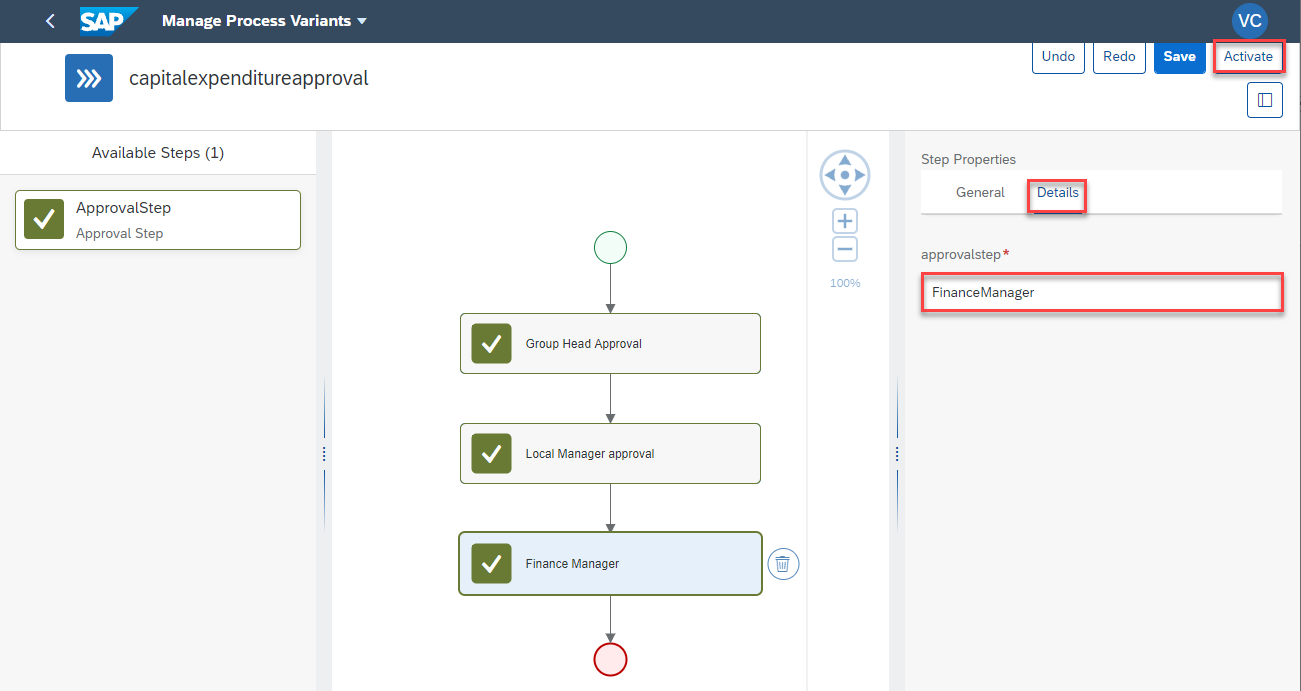 SAP Manage Process Variants
VC
capitalexpenditureapproval
Undo Redo Save Activate
Available Steps (1)
ApprovalStep
Approval Step
Group Head Approval
Local Manager approval
Finance Manager
100%
Step Properties
General Details
approvalstep*
FinanceManager